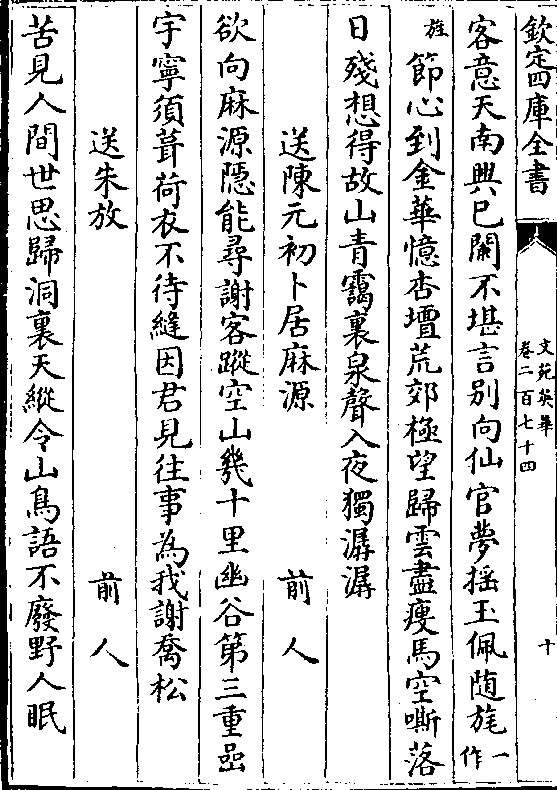 欽定四庫全書
文苑英華
卷二百七十四
十
客意天南興已闌不堪言别向仙官夢揺玉佩随旄一作
旌節心到金華憶杏壇荒郊極望歸雲盡瘦馬空嘶落
日殘想得故山青靄裏泉聲入夜獨潺潺
送陳元初卜居麻源　前人
欲向麻源隱能尋謝客蹤空山幾十里幽谷第三重𠱷
宇寧須葺荷衣不待縫因君見往事為我謝喬松
送朱放　前人
苦見人間世思歸洞裏天縱令山鳥語不廢野人眠